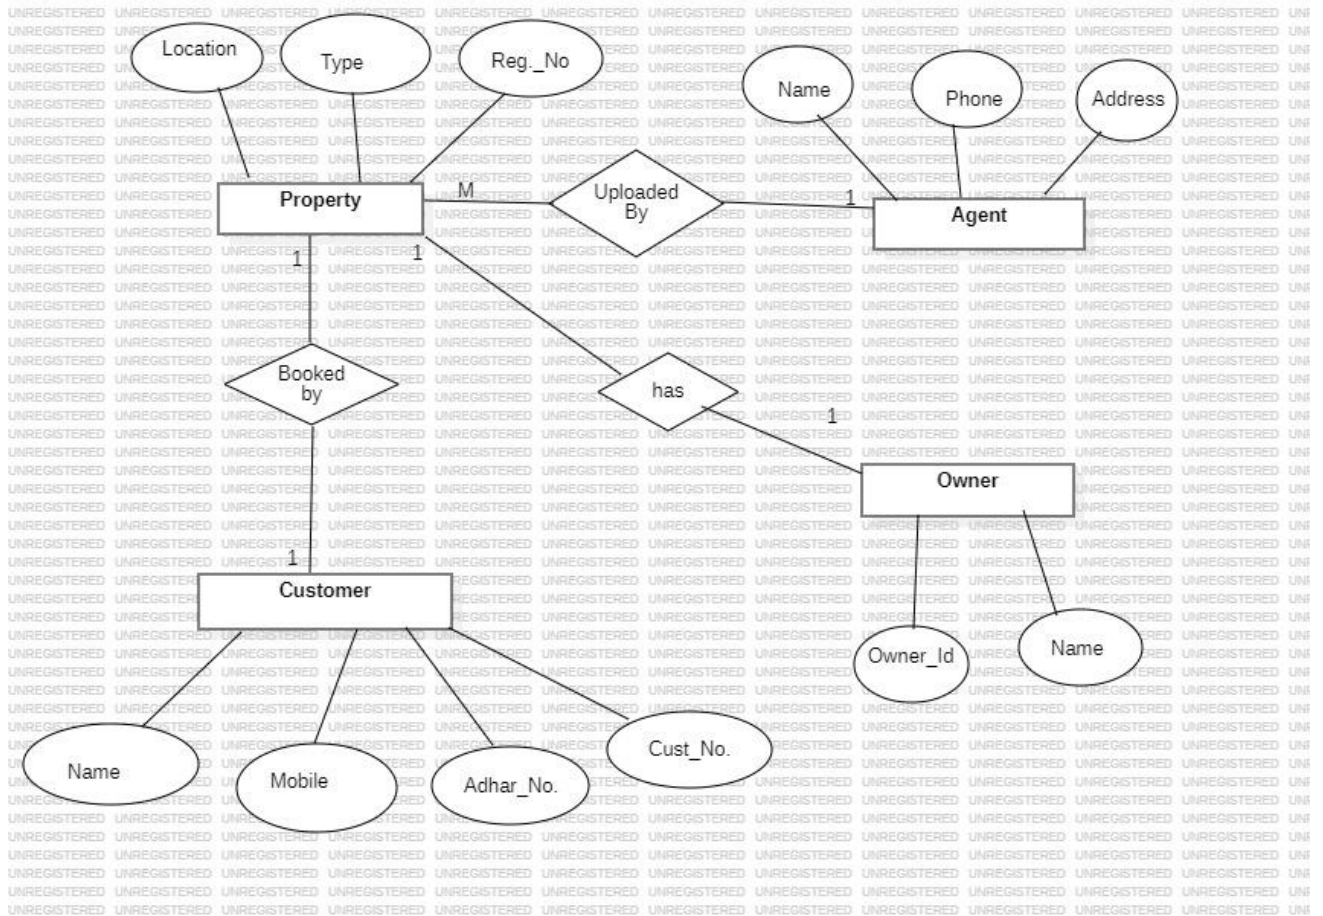 Location
Type
Reg._No
Name
Phone
Address
Property
M
Uploaded
By
1
Agent
1
1
Booked
by
has
1
Owner
1
Customer
Owner_Id
Name
Name
Mobile
Adhar_No.
Cust_No.
UNREGISTERED